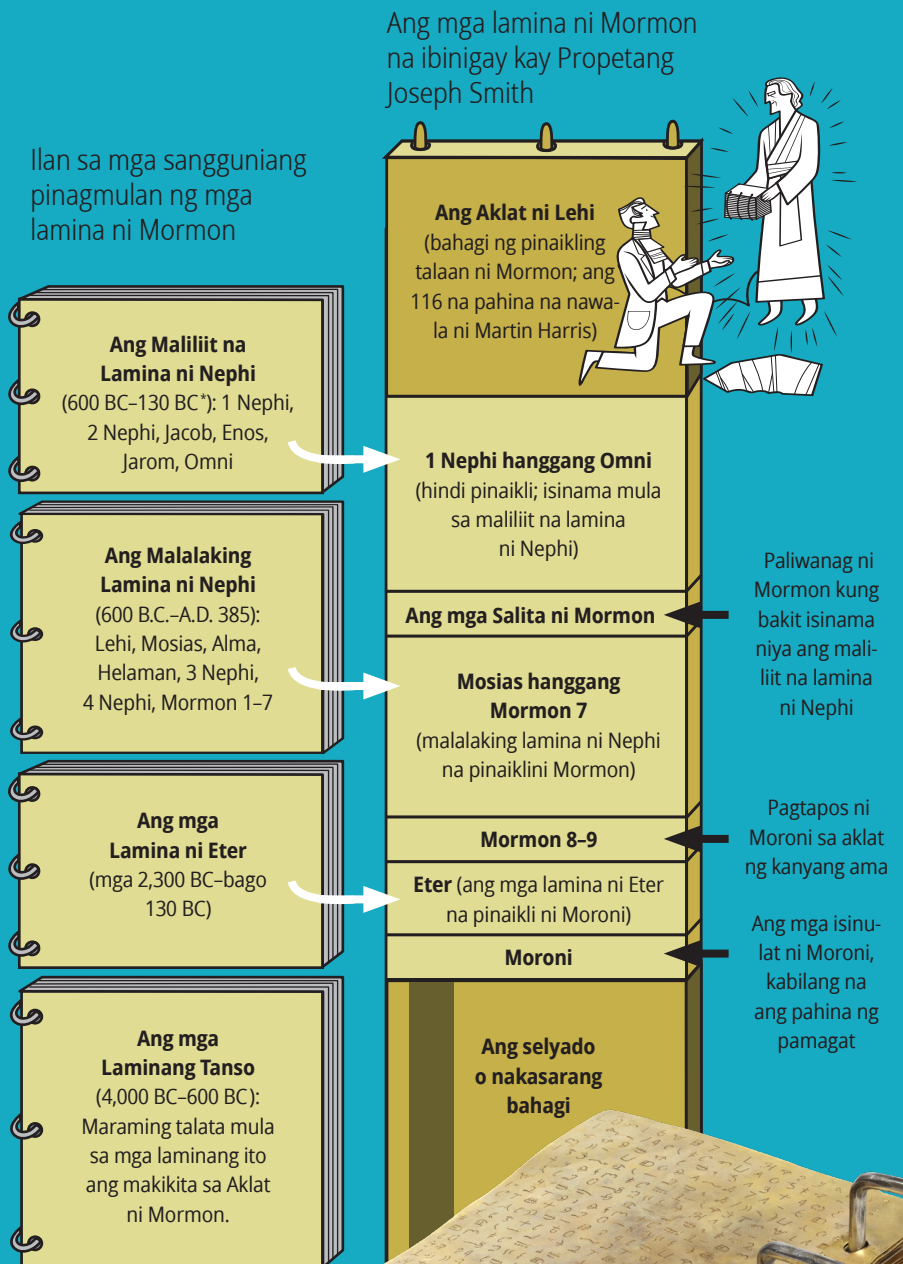 Ang mga lamina ni Mormon
na ibinigay kay Propetang
Joseph Smith
Ilan sa mga sangguniang
pinagmulan ng mga
lamina ni Mormon
Ang Maliliit na
Lamina ni Nephi
(600 BC–130 BC*): 1 Nephi,
2 Nephi, Jacob, Enos,
Jarom, Omni
Ang Malalaking
Lamina ni Nephi
(600 B.C.–A.D. 385):
Lehi, Mosias, Alma,
Helaman, 3 Nephi,
4 Nephi, Mormon 1–7
Ang mga
Lamina ni Eter
(mga 2,300 BC–bago
130 BC)
Ang mga
Laminang Tanso
(4,000 BC–600 BC):
Maraming talata mula
sa mga laminang ito
ang makikita sa Aklat
ni Mormon.
Ang Aklat ni Lehi
(bahagi ng pinaikling
talaan ni Mormon; ang
116 na pahina na nawa-
la ni Martin Harris)
1 Nephi hanggang Omni
(hindi pinaikli; isinama mula
sa maliliit na lamina
ni Nephi)
Ang mga Salita ni Mormon
Mosias hanggang
Mormon 7
(malalaking lamina ni Nephi
na pinaiklini Mormon)
Mormon 8–9
Eter (ang mga lamina ni Eter
na pinaikli ni Moroni)
Moroni
Ang selyado
o nakasarang
bahagi
Paliwanag ni
Mormon kung
bakit isinama
niya ang mali-
liit na lamina
ni Nephi
Pagtapos ni
Moroni sa aklat
ng kanyang ama
Ang mga isinu-
lat ni Moroni,
kabilang na
ang pahina ng
pamagat